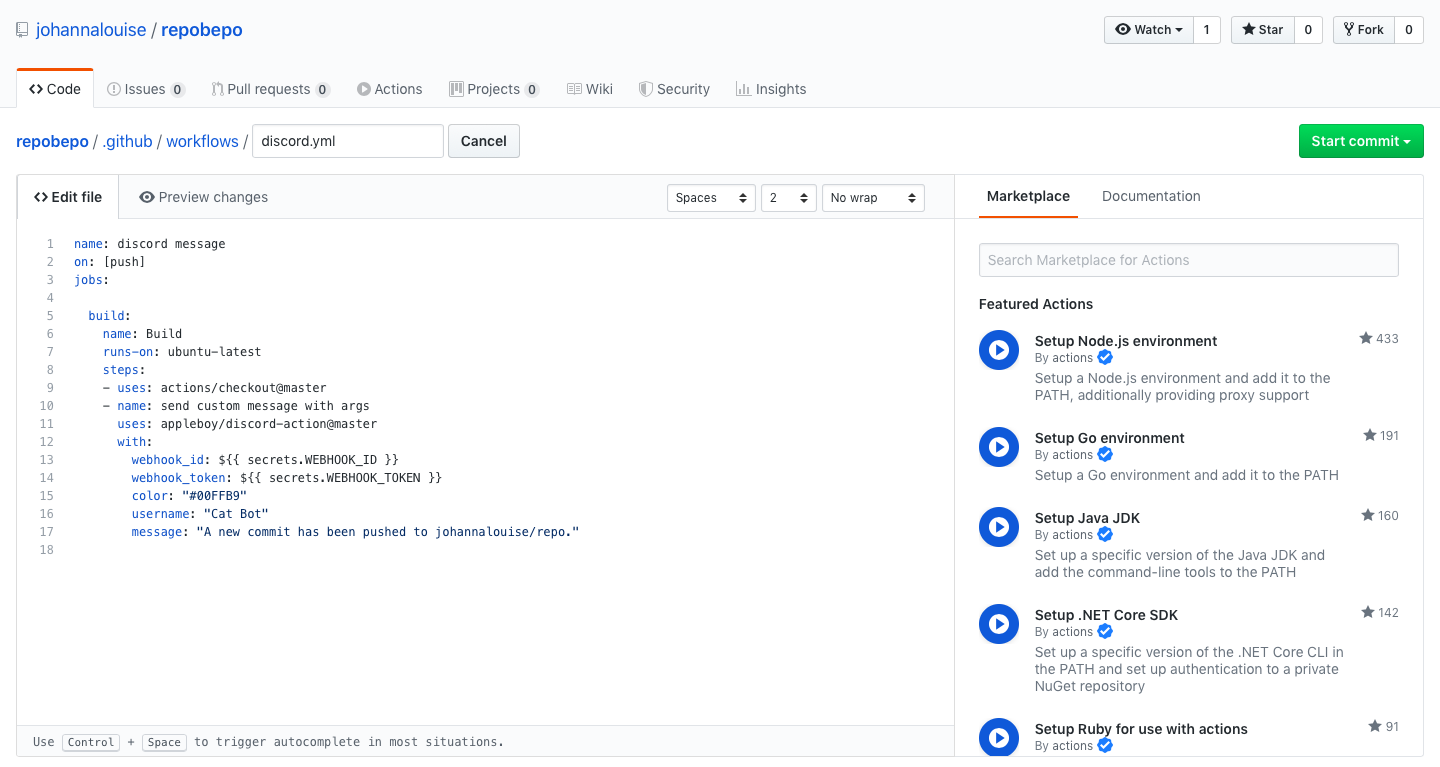 johannalouise / repobepo
Watch 1 Star 0 Fork 0
Code Issues 0 Pull requests 0 Actions Projects 0 Wiki Security Insights
repobepo / .github / workflows / discord.yml Cancel Start commit
Edit file Preview changes Spaces 2 No wrap
1 name: discord message
2 on: [push]
3 jobs:
4
5 build:
6 name: Build
7 runs-on: ubuntu-latest
8 steps:
9 - uses: actions/checkout@master
10 - name: send custom message with args
11 uses: appleboy/discord-action@master
12 with:
13 webhook_id: ${{ secrets.WEBHOOK_ID }}
14 webhook_token: ${{ secrets.WEBHOOK_TOKEN }}
15 color: "#00FFB9"
16 username: "Cat Bot"
17 message: "A new commit has been pushed to johannalouise/repo."
18
Use Control + Space to trigger autocomplete in most situations.
Marketplace Documentation
Search Marketplace for Actions
Featured Actions
Setup Node.js environment 433
By actions
Setup a Node.js environment and add it to the
PATH, additionally providing proxy support
Setup Go environment 191
By actions
Setup a Go environment and add it to the PATH
Setup Java JDK 160
By actions
Set up a specific version of the Java JDK and
add the command-line tools to the PATH
Setup .NET Core SDK 142
By actions
Set up a specific version of the .NET Core CLI in
the PATH and set up authentication to a private
NuGet repository
Setup Ruby for use with actions 91
By actions